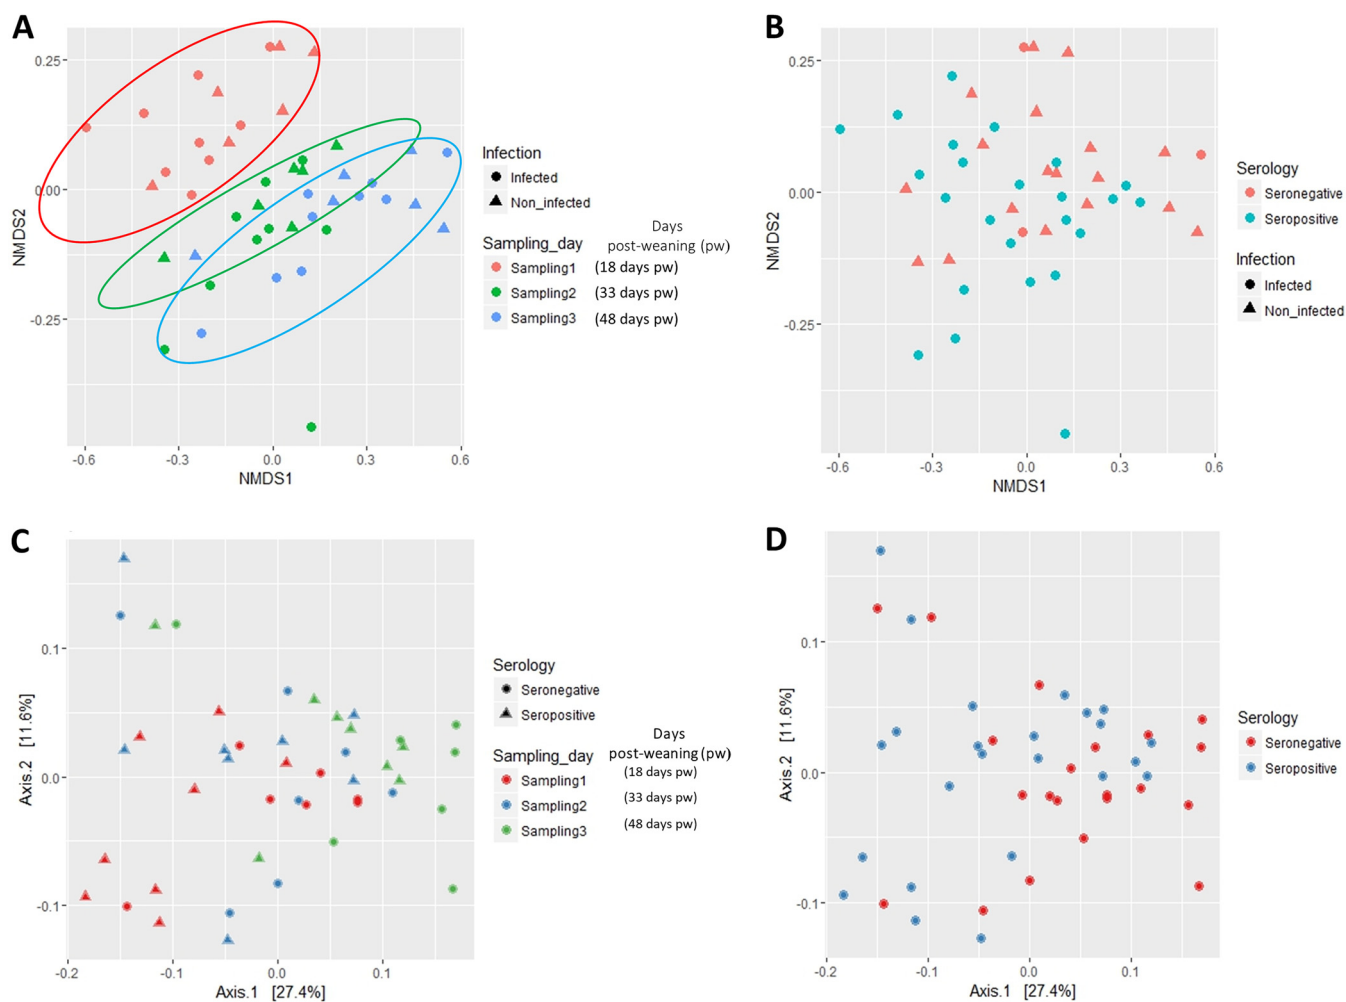 A
0.25
0.00
-0.25
NMDS2
-0.6
-0.3
0.0
0.3
0.6
NMDS1
Infection
Infected
Non_infected
Sampling_day
Days
post-weaning (pw)
Sampling1 (18 days pw)
Sampling2 (33 days pw)
Sampling3 (48 days pw)
B
0.25
0.00
-0.25
NMDS2
-0.6
-0.3
0.0
0.3
0.6
NMDS1
Serology
Seronegative
Seropositive
Infection
Infected
Non_infected
C
0.1
0.0
-0.1
Axis.2 [11.6%]
-0.2
-0.1
0.0
0.1
Axis.1 [27.4%]
Serology
Seronegative
Seropositive
Sampling_day
Days
post-weaning (pw)
Sampling1 (18 days pw)
Sampling2 (33 days pw)
Sampling3 (48 days pw)
D
0.1
0.0
-0.1
Axis.2 [11.6%]
-0.2
-0.1
0.0
0.1
Axis.1 [27.4%]
Serology
Seronegative
Seropositive